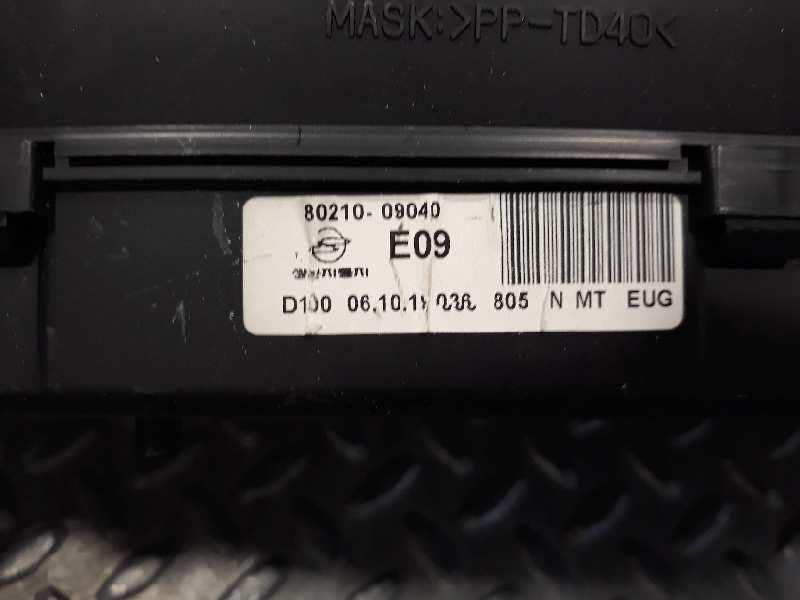 MASK:>PP-TD40<
80210-09040
E09
D100 06.10.1 805 N MT EUG